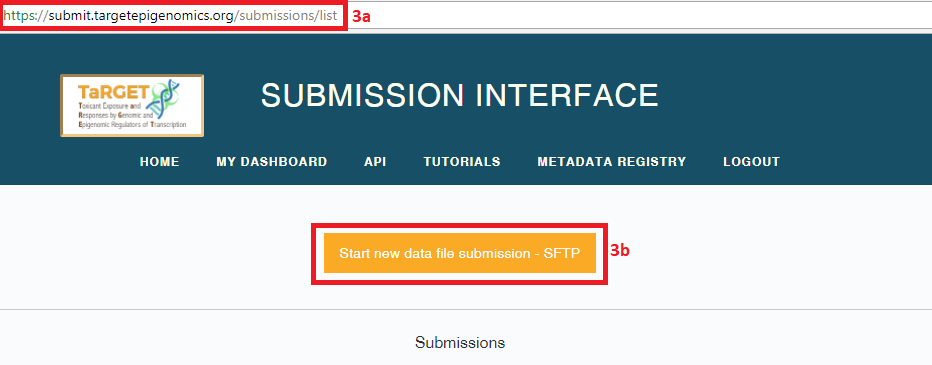 https://submit.targetepigenomics.org/submissions/list 3a
TaRGET
Toxicant Exposure and
Responses by Genomic and
Epigenomic Regulators of Transcription
SUBMISSION INTERFACE
HOME MY DASHBOARD API TUTORIALS METADATA REGISTRY LOGOUT
Start new data file submission - SFTP 3b
Submissions